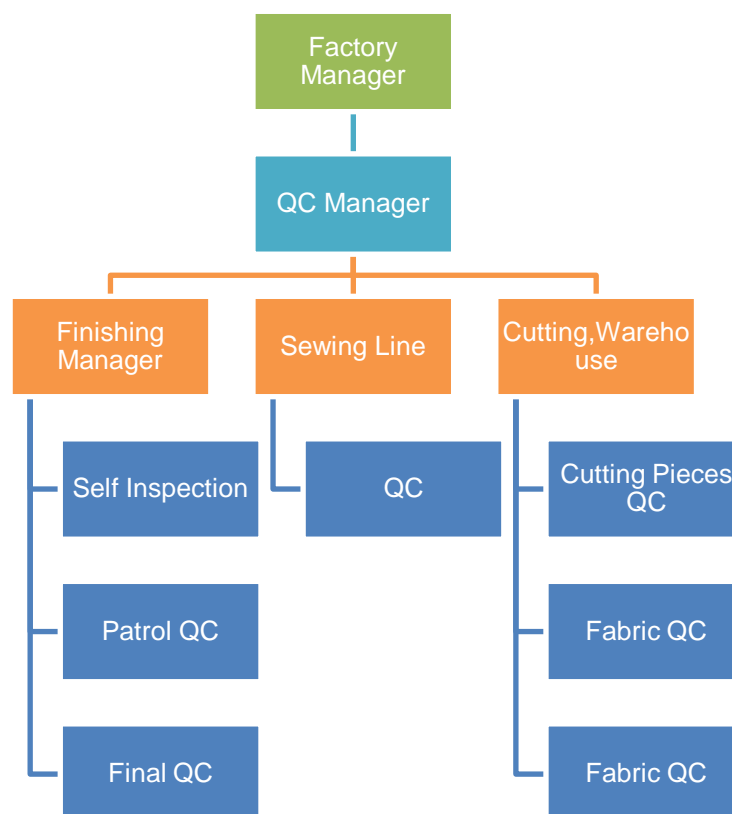 Factory
Manager
QC Manager
Finishing
Manager
Sewing Line
Cutting,Wareho
use
Self Inspection
QC
Cutting Pieces
QC
Patrol QC
Fabric QC
Final QC
Fabric QC